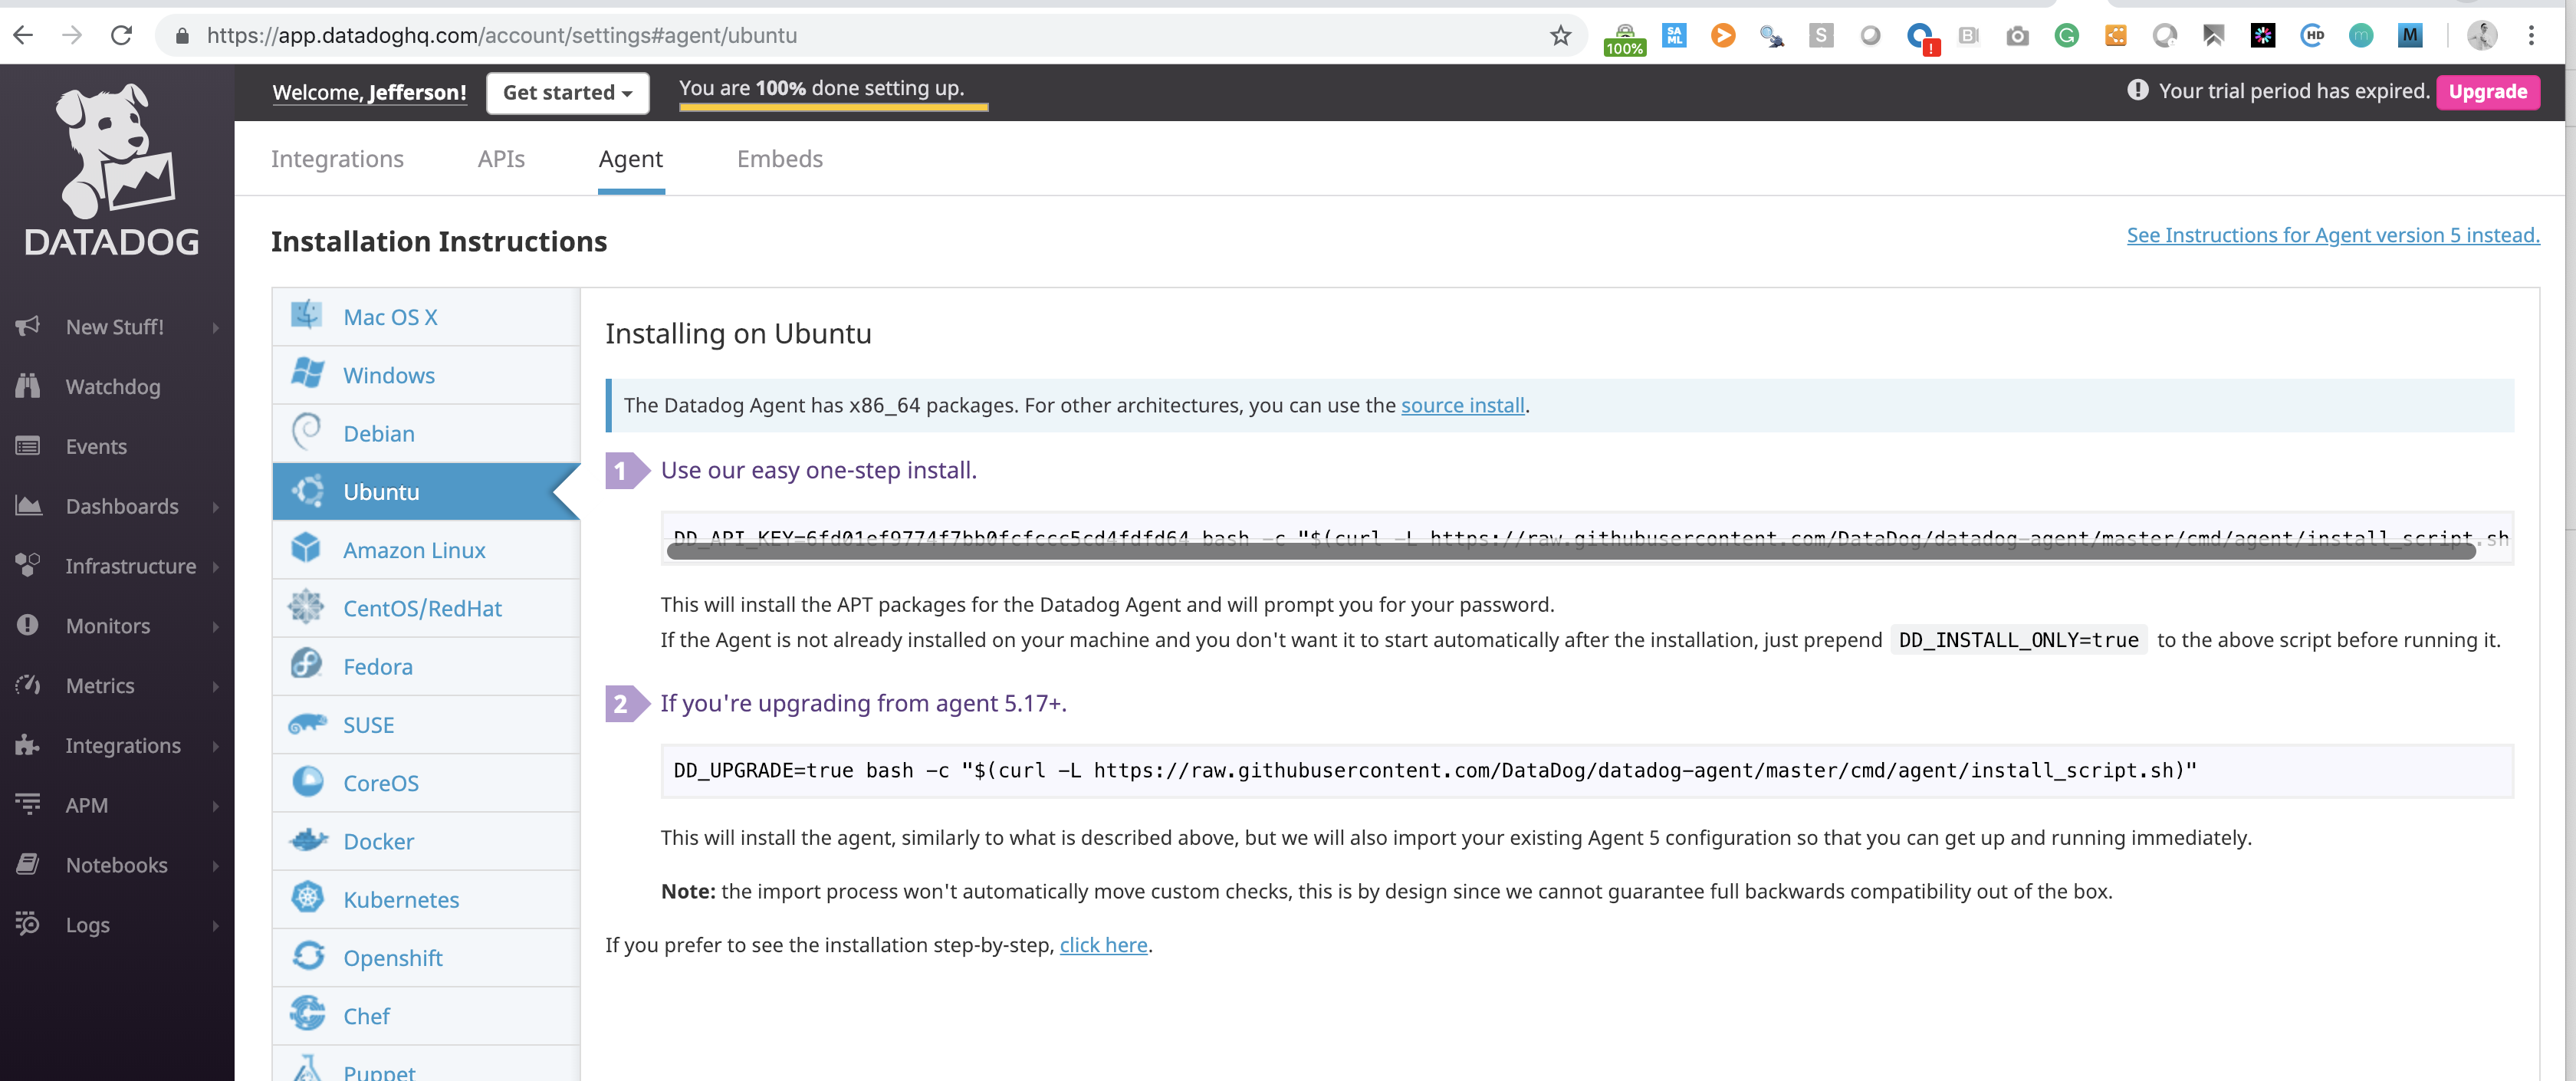 https://app.datadoghq.com/account/settings#agent/ubuntu
100%
SA
ML
S
B
!
G
HD
m
M
DATADOG
Welcome, Jefferson!
Get started
You are 100% done setting up.
Your trial period has expired.
Upgrade
Integrations
APIs
Agent
Embeds
Installation Instructions
See Instructions for Agent version 5 instead.
New Stuff!
Watchdog
Events
Dashboards
Infrastructure
Monitors
Metrics
Integrations
APM
Notebooks
Logs
Mac OS X
Windows
Debian
Ubuntu
Amazon Linux
CentOS/RedHat
Fedora
SUSE
CoreOS
Docker
Kubernetes
Openshift
Chef
Puppet
Installing on Ubuntu
The Datadog Agent has x86_64 packages. For other architectures, you can use the source install.
1 Use our easy one-step install.
DD_API_KEY=6fd01ef9774f7bb0fcfccc5cd4fdfd64 bash -c "$(curl -L https://raw.githubusercontent.com/DataDog/datadog-agent/master/cmd/agent/install_script.sh
This will install the APT packages for the Datadog Agent and will prompt you for your password.
If the Agent is not already installed on your machine and you don't want it to start automatically after the installation, just prepend DD_INSTALL_ONLY=true to the above script before running it.
2 If you're upgrading from agent 5.17+.
DD_UPGRADE=true bash -c "$(curl -L https://raw.githubusercontent.com/DataDog/datadog-agent/master/cmd/agent/install_script.sh)"
This will install the agent, similarly to what is described above, but we will also import your existing Agent 5 configuration so that you can get up and running immediately.
Note: the import process won't automatically move custom checks, this is by design since we cannot guarantee full backwards compatibility out of the box.
If you prefer to see the installation step-by-step, click here.